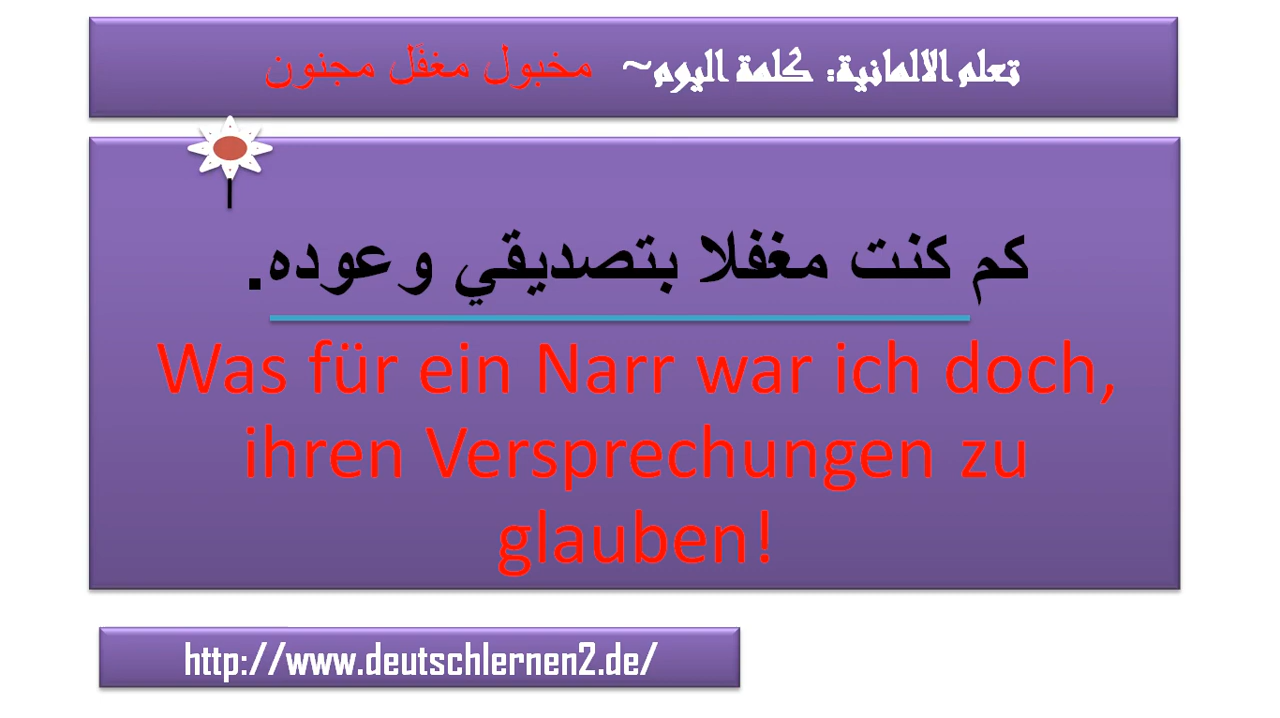 تعلم الالمانية: كلمة اليوم~ مخبول مغفل مجنون
كم كنت مغفلا بتصديقي وعوده.
Was für ein Narr war ich doch,
ihren Versprechungen zu
glauben!
http://www.deutschlernen2.de/